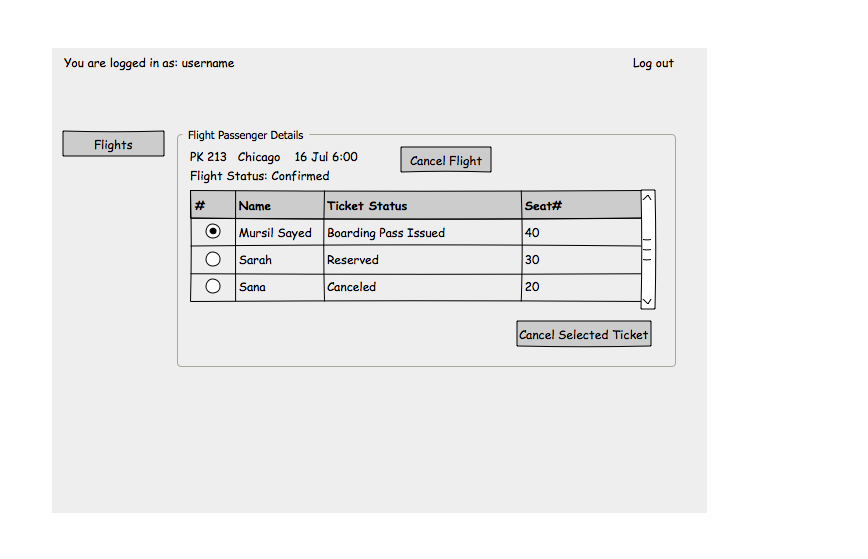 You are logged in as: username Log out
Flights
Flight Passenger Details
PK 213 Chicago 16 Jul 6:00 Cancel Flight
Flight Status: Confirmed
# Name Ticket Status Seat#
Mursil Sayed Boarding Pass Issued 40
Sarah Reserved 30
Sana Canceled 20
Cancel Selected Ticket